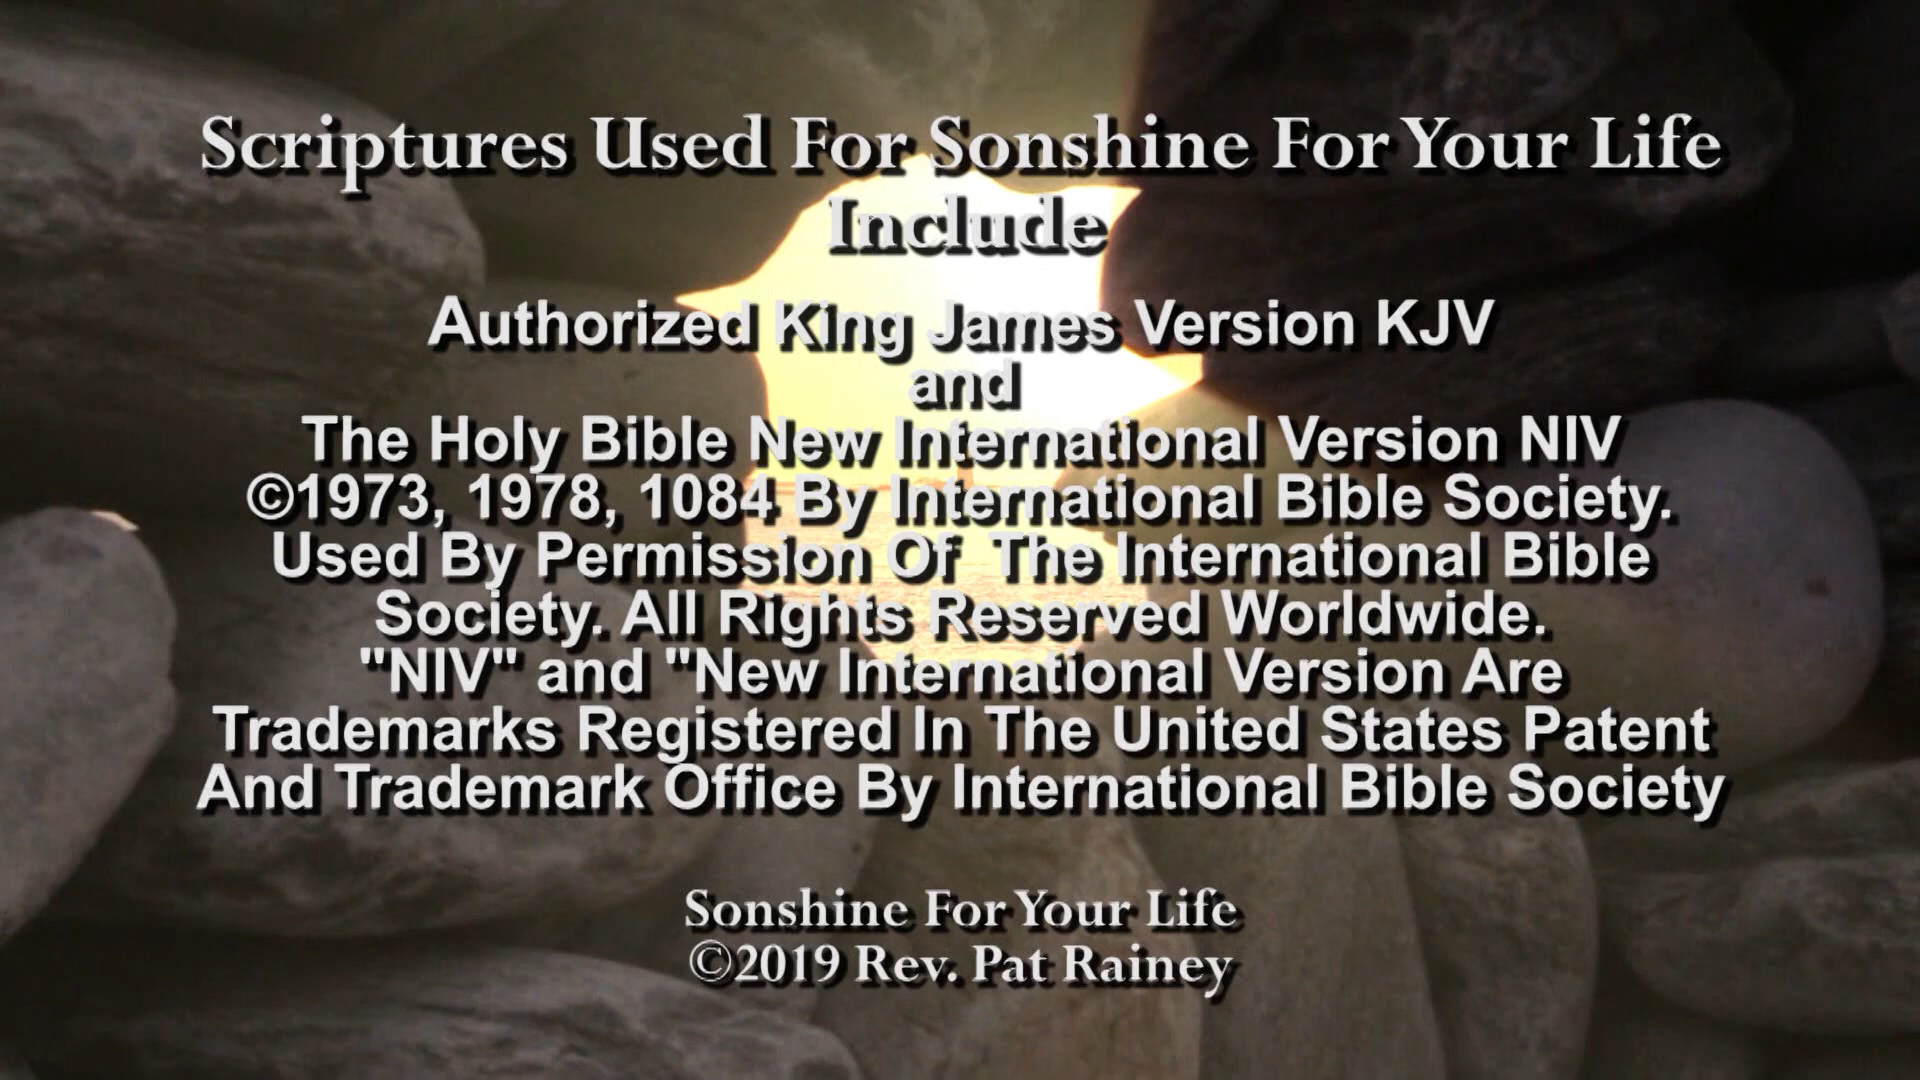 Scriptures Used For Sonshine For Your Life
Include
Authorized King James Version KJV
and
The Holy Bible New International Version NIV
©1973, 1978, 1084 By International Bible Society.
Used By Permission Of The International Bible
Society. All Rights Reserved Worldwide.
"NIV" and "New International Version Are
Trademarks Registered In The United States Patent
And Trademark Office By International Bible Society
Sonshine For Your Life
©2019 Rev. Pat Rainey